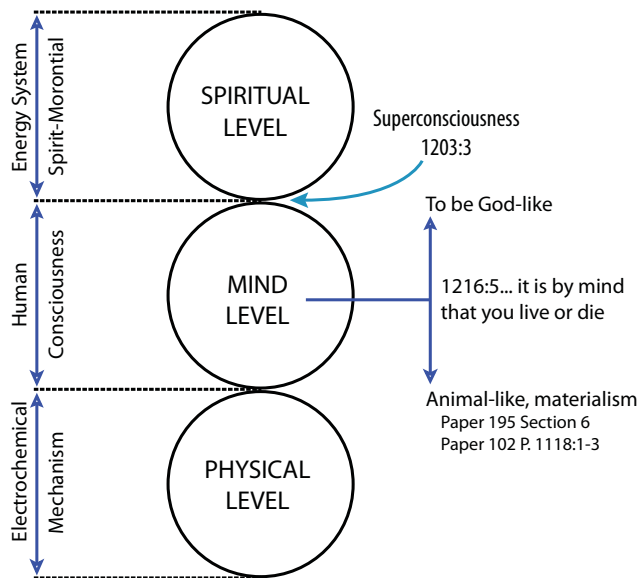 Energy System
Spirit-Morontial
SPIRITUAL
LEVEL
Superconsciousness
1203:3
To be God-like
Human
Consciousness
MIND
LEVEL
1216:5... it is by mind
that you live or die
Animal-like, materialism
Paper 195 Section 6
Paper 102 P. 1118:1-3
Electrochemical
Mechanism
PHYSICAL
LEVEL